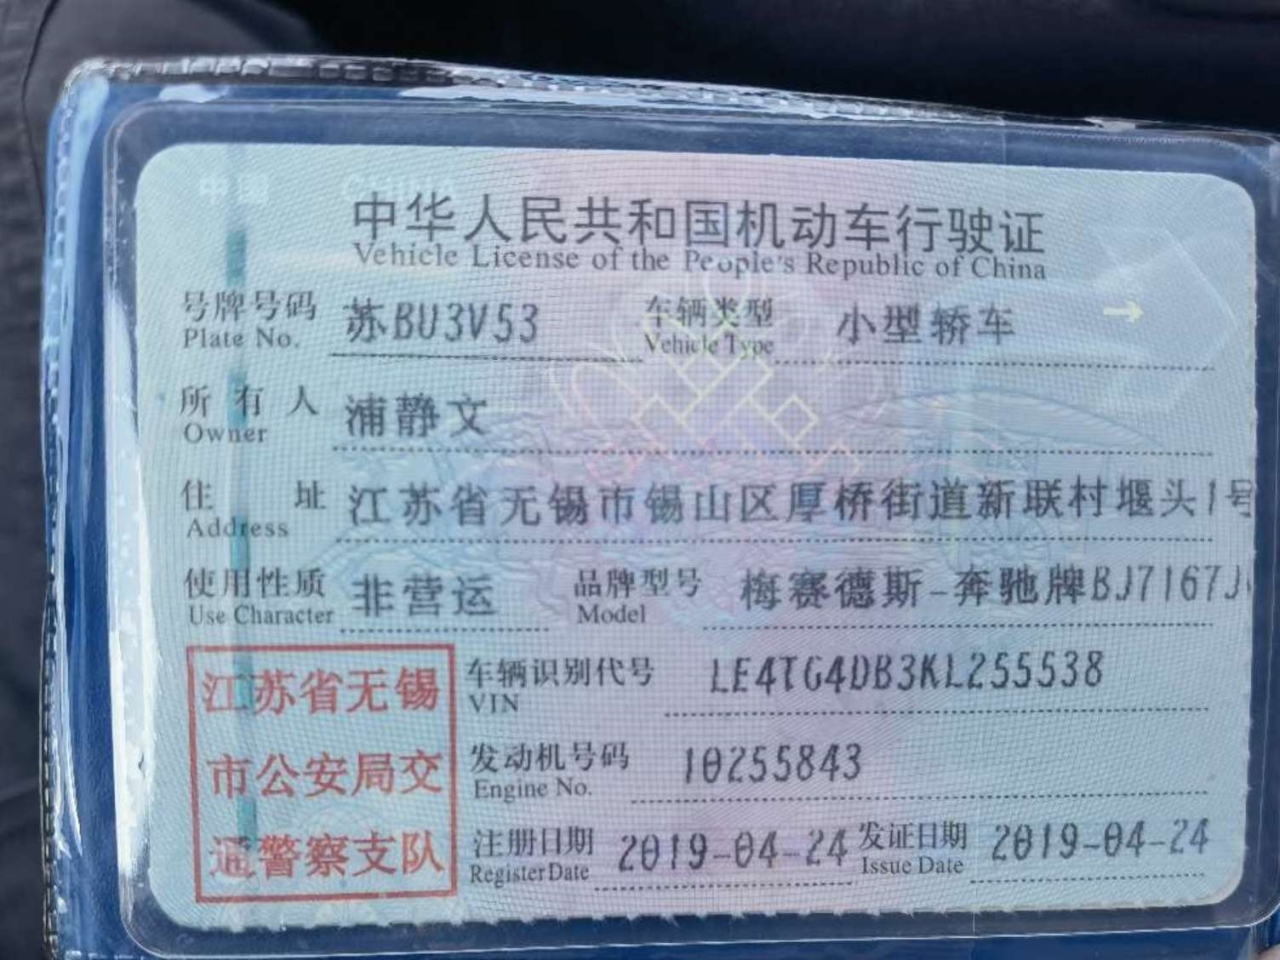 中华人民共和国机动车行驶证
Vehicle License of the People's Republic of China
号牌号码 苏BU3V53 车辆类型 小型轿车
Plate No. Vehicle Type
所有人 浦静文
Owner
住址 江苏省无锡市锡山区厚桥街道新联村堰头1号
Address
使用性质 非营运 品牌型号 梅赛德斯-奔驰牌BJ7167J
Use Character Model
江苏省无锡
市公安局交
通警察支队
车辆识别代号 LE4TG4DB3KL255538
VIN
发动机号码 10255843
Engine No.
注册日期 2019-04-24 发证日期 2019-04-24
Register Date Issue Date